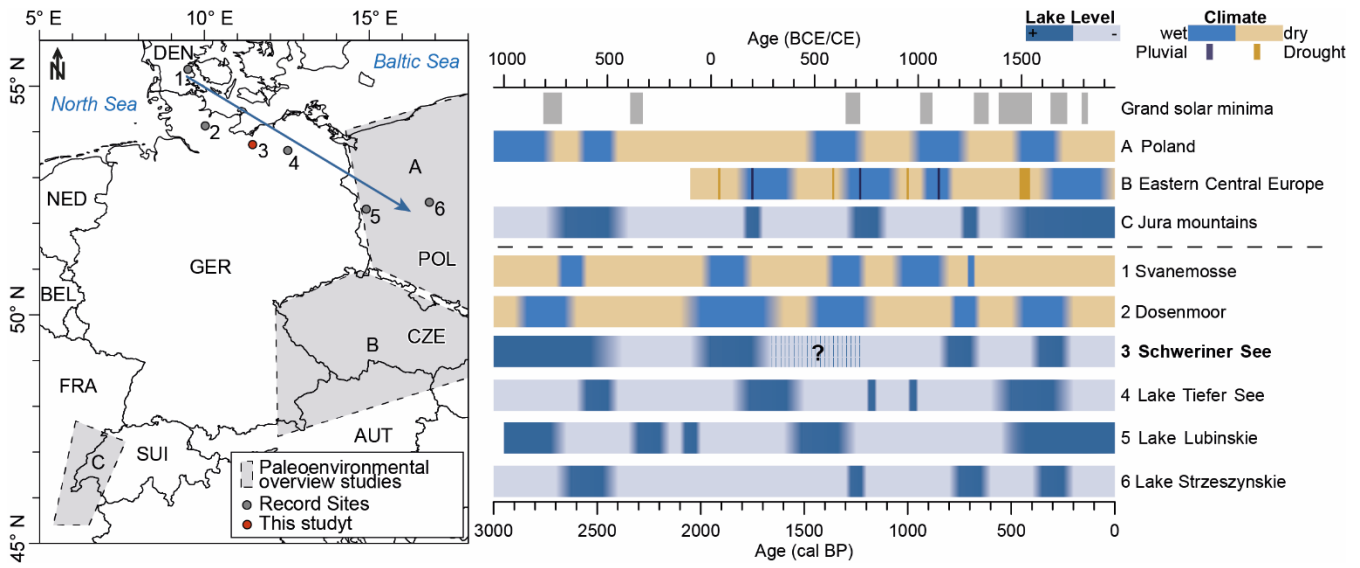 5° E
10° E
15° E
55° N
50° N
45° N
N
DEN
Baltic Sea
North Sea
1
2
3
4
5
6
A
NED
GER
POL
BEL
CZE
B
FRA
AUT
SUI
C
Paleoenvironmental
overview studies
Record Sites
This studyt
Lake Level
+ -
Climate
wet dry
Pluvial Drought
Age (BCE/CE)
1000 500 0 500 1000 1500
Grand solar minima
A Poland
B Eastern Central Europe
C Jura mountains
1 Svanemosse
2 Dosenmoor
?
3 Schweriner See
4 Lake Tiefer See
5 Lake Lubinskie
6 Lake Strzeszynskie
3000 2500 2000 1500 1000 500 0
Age (cal BP)